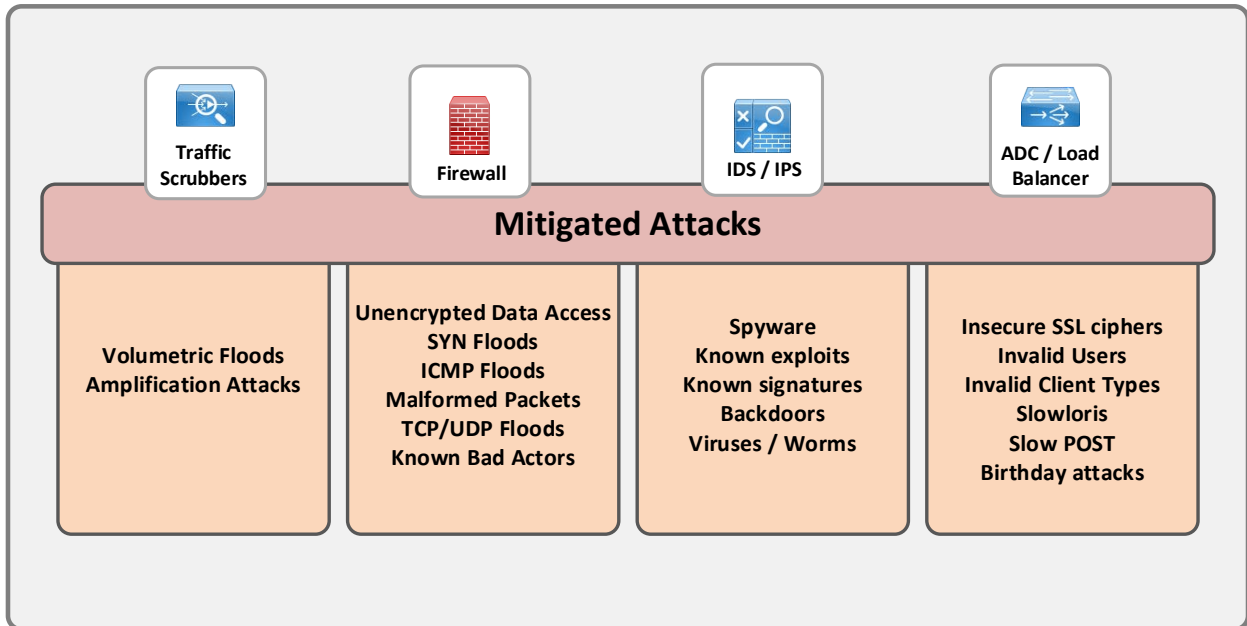 Traffic
Scrubbers
Firewall
IDS / IPS
ADC / Load
Balancer
Mitigated Attacks
Volumetric Floods
Amplification Attacks
Unencrypted Data Access
SYN Floods
ICMP Floods
Malformed Packets
TCP/UDP Floods
Known Bad Actors
Spyware
Known exploits
Known signatures
Backdoors
Viruses / Worms
Insecure SSL ciphers
Invalid Users
Invalid Client Types
Slowloris
Slow POST
Birthday attacks